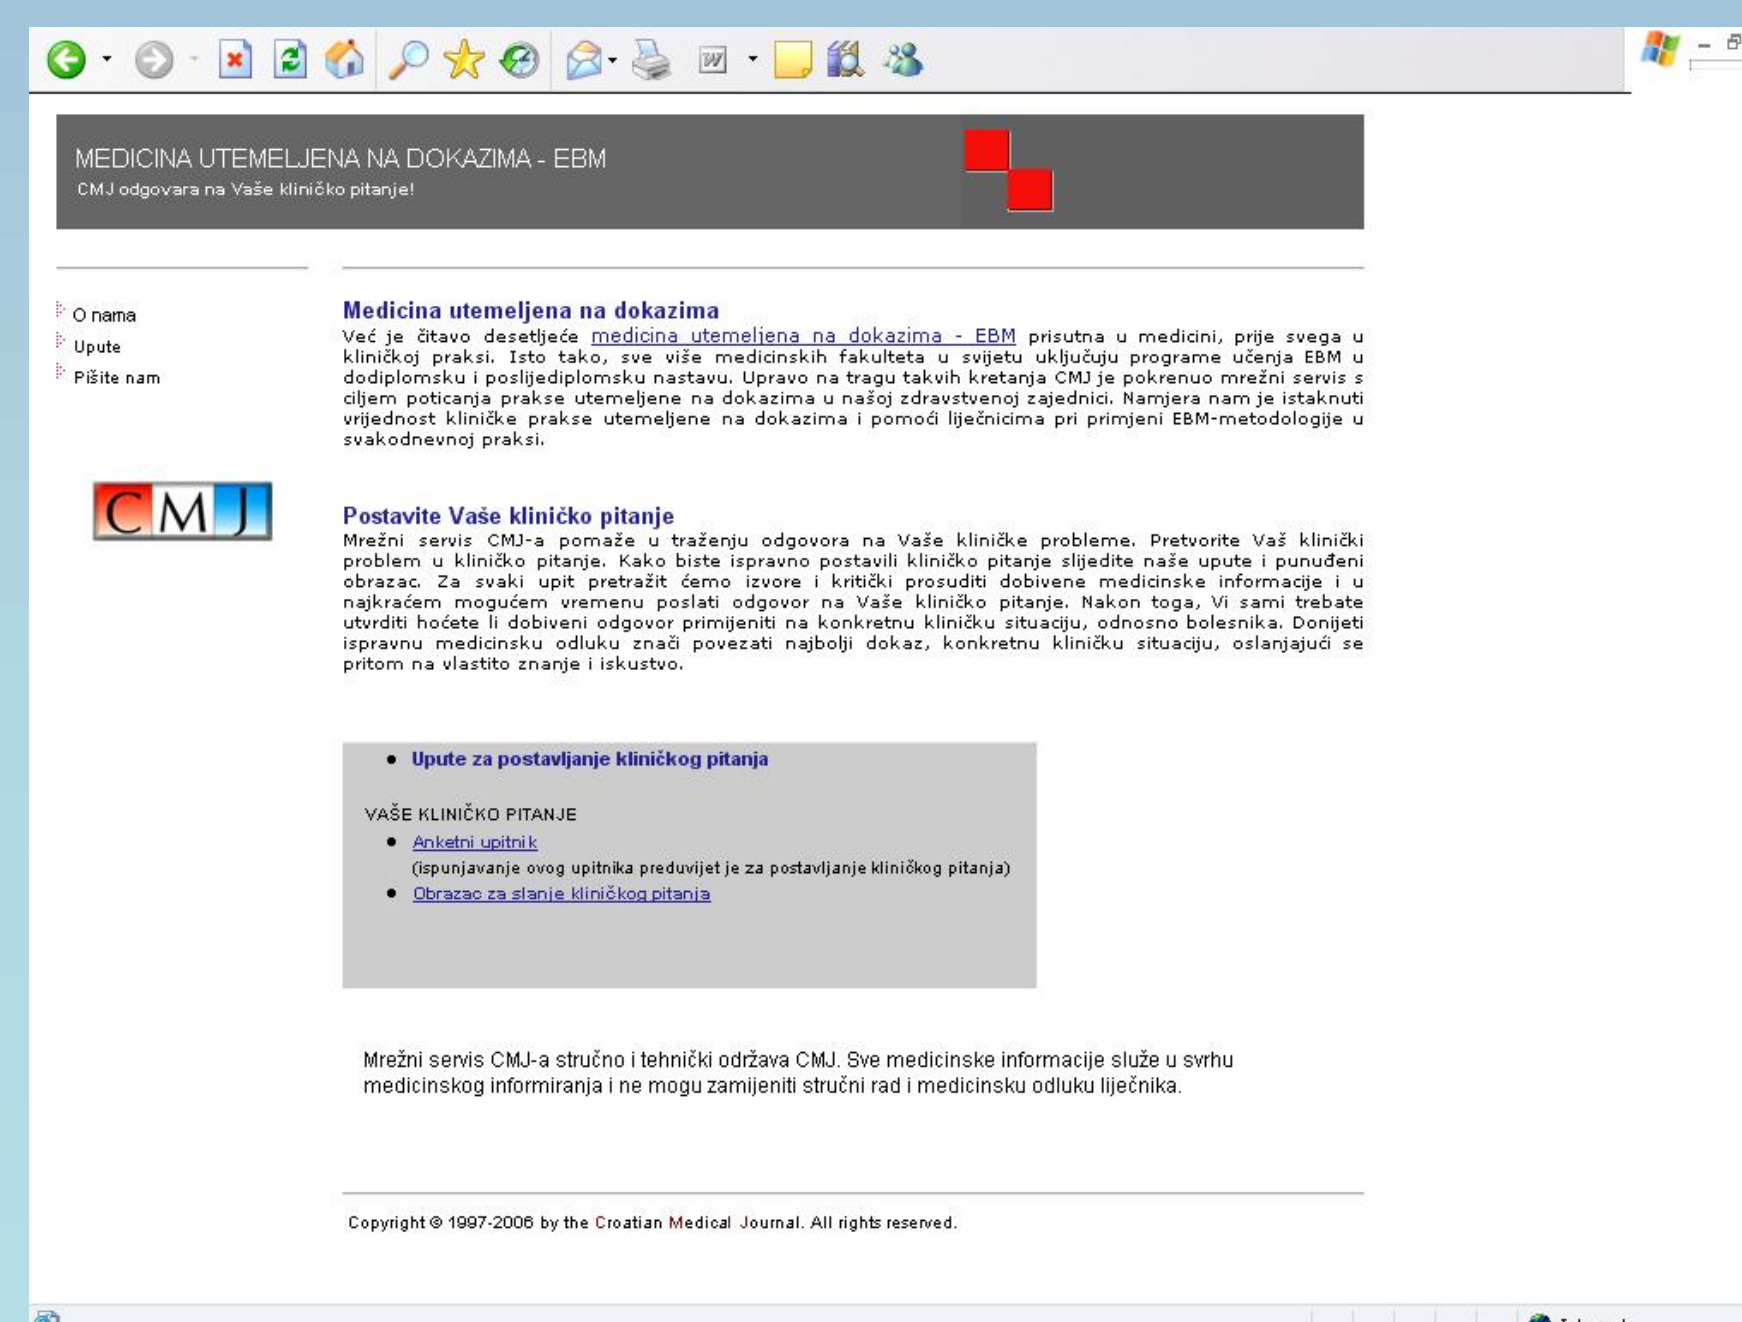 MEDICINA UTEMELJENA NA DOKAZIMA - EBM
CMJ odgovara na Vaše kliničko pitanje!
O nama
Upute
Pišite nam
CMJ
Medicina utemeljena na dokazima
Već je čitavo desetljeće medicina utemeljena na dokazima - EBM prisutna u medicini, prije svega u
kliničkoj praksi. Isto tako, sve više medicinskih fakulteta u svijetu uključuju programe učenja EBM u
dodiplomsku i poslijediplomsku nastavu. Upravo na tragu takvih kretanja CMJ je pokrenuo mrežni servis s
ciljem poticanja prakse utemeljene na dokazima u našoj zdravstvenoj zajednici. Namjera nam je istaknuti
vrijednost kliničke prakse utemeljene na dokazima i pomoći liječnicima pri primjeni EBM-metodologije u
svakodnevnoj praksi.
Postavite Vaše kliničko pitanje
Mrežni servis CMJ-a pomaže u traženju odgovora na Vaše kliničke probleme. Pretvorite Vaš klinički
problem u kliničko pitanje. Kako biste ispravno postavili kliničko pitanje slijedite naše upute i punuđeni
obrazac. Za svaki upit pretražit ćemo izvore i kritički prosuditi dobivene medicinske informacije i u
najkraćem mogućem vremenu poslati odgovor na Vaše kliničko pitanje. Nakon toga, Vi sami trebate
utvrditi hoćete li dobiveni odgovor primijeniti na konkretnu kliničku situaciju, odnosno bolesnika. Donijeti
ispravnu medicinsku odluku znači povezati najbolji dokaz, konkretnu kliničku situaciju, oslanjajući se
pritom na vlastito znanje i iskustvo.
Upute za postavljanje kliničkog pitanja
VAŠE KLINIČKO PITANJE
Anketni upitnik
(ispunjavanje ovog upitnika preduvijet je za postavljanje kliničkog pitanja)
Obrazac za slanje kliničkog pitanja
Mrežni servis CMJ-a stručno i tehnički održava CMJ. Sve medicinske informacije služe u svrhu
medicinskog informiranja i ne mogu zamijeniti stručni rad i medicinsku odluku liječnika.
Copyright © 1997-2006 by the Croatian Medical Journal. All rights reserved.